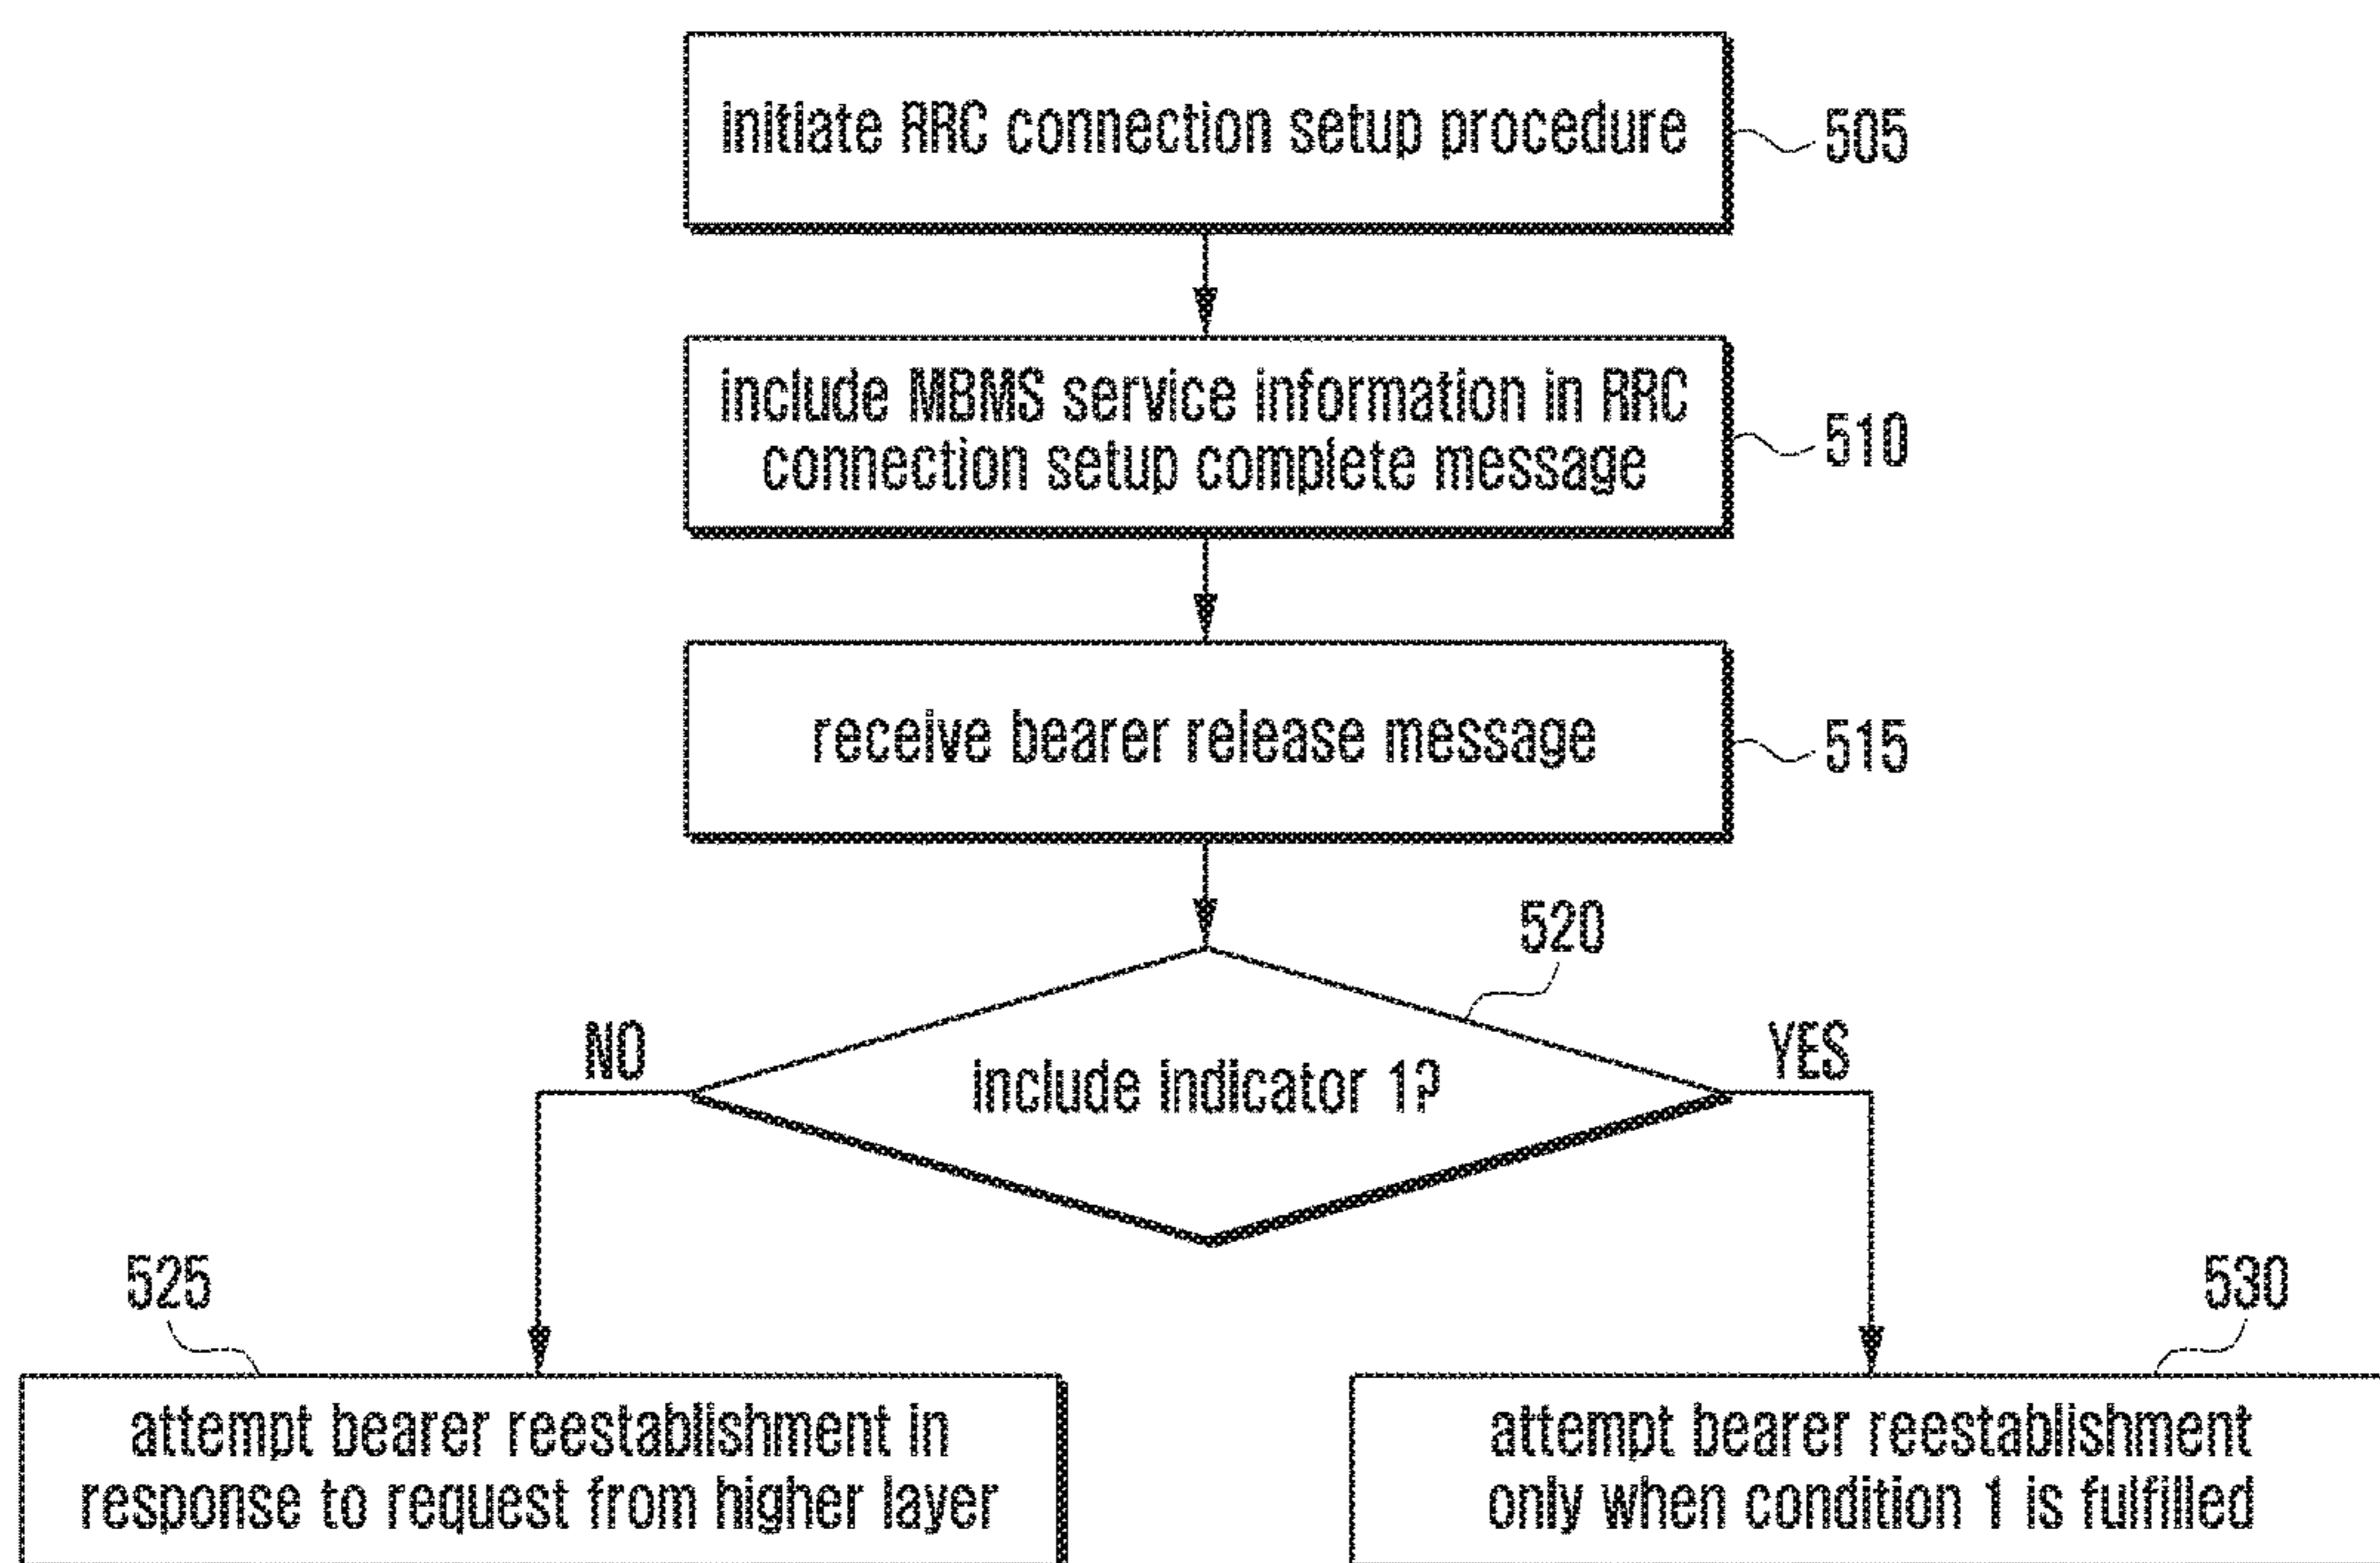 initiate RRC connection setup procedure
505
include MBMS service information in RRC
connection setup complete message
510
receive bearer release message
515
520
NO
include indicator 1?
YES
525
530
attempt bearer reestablishment in
response to request from higher layer
attempt bearer reestablishment
only when condition 1 is fulfilled